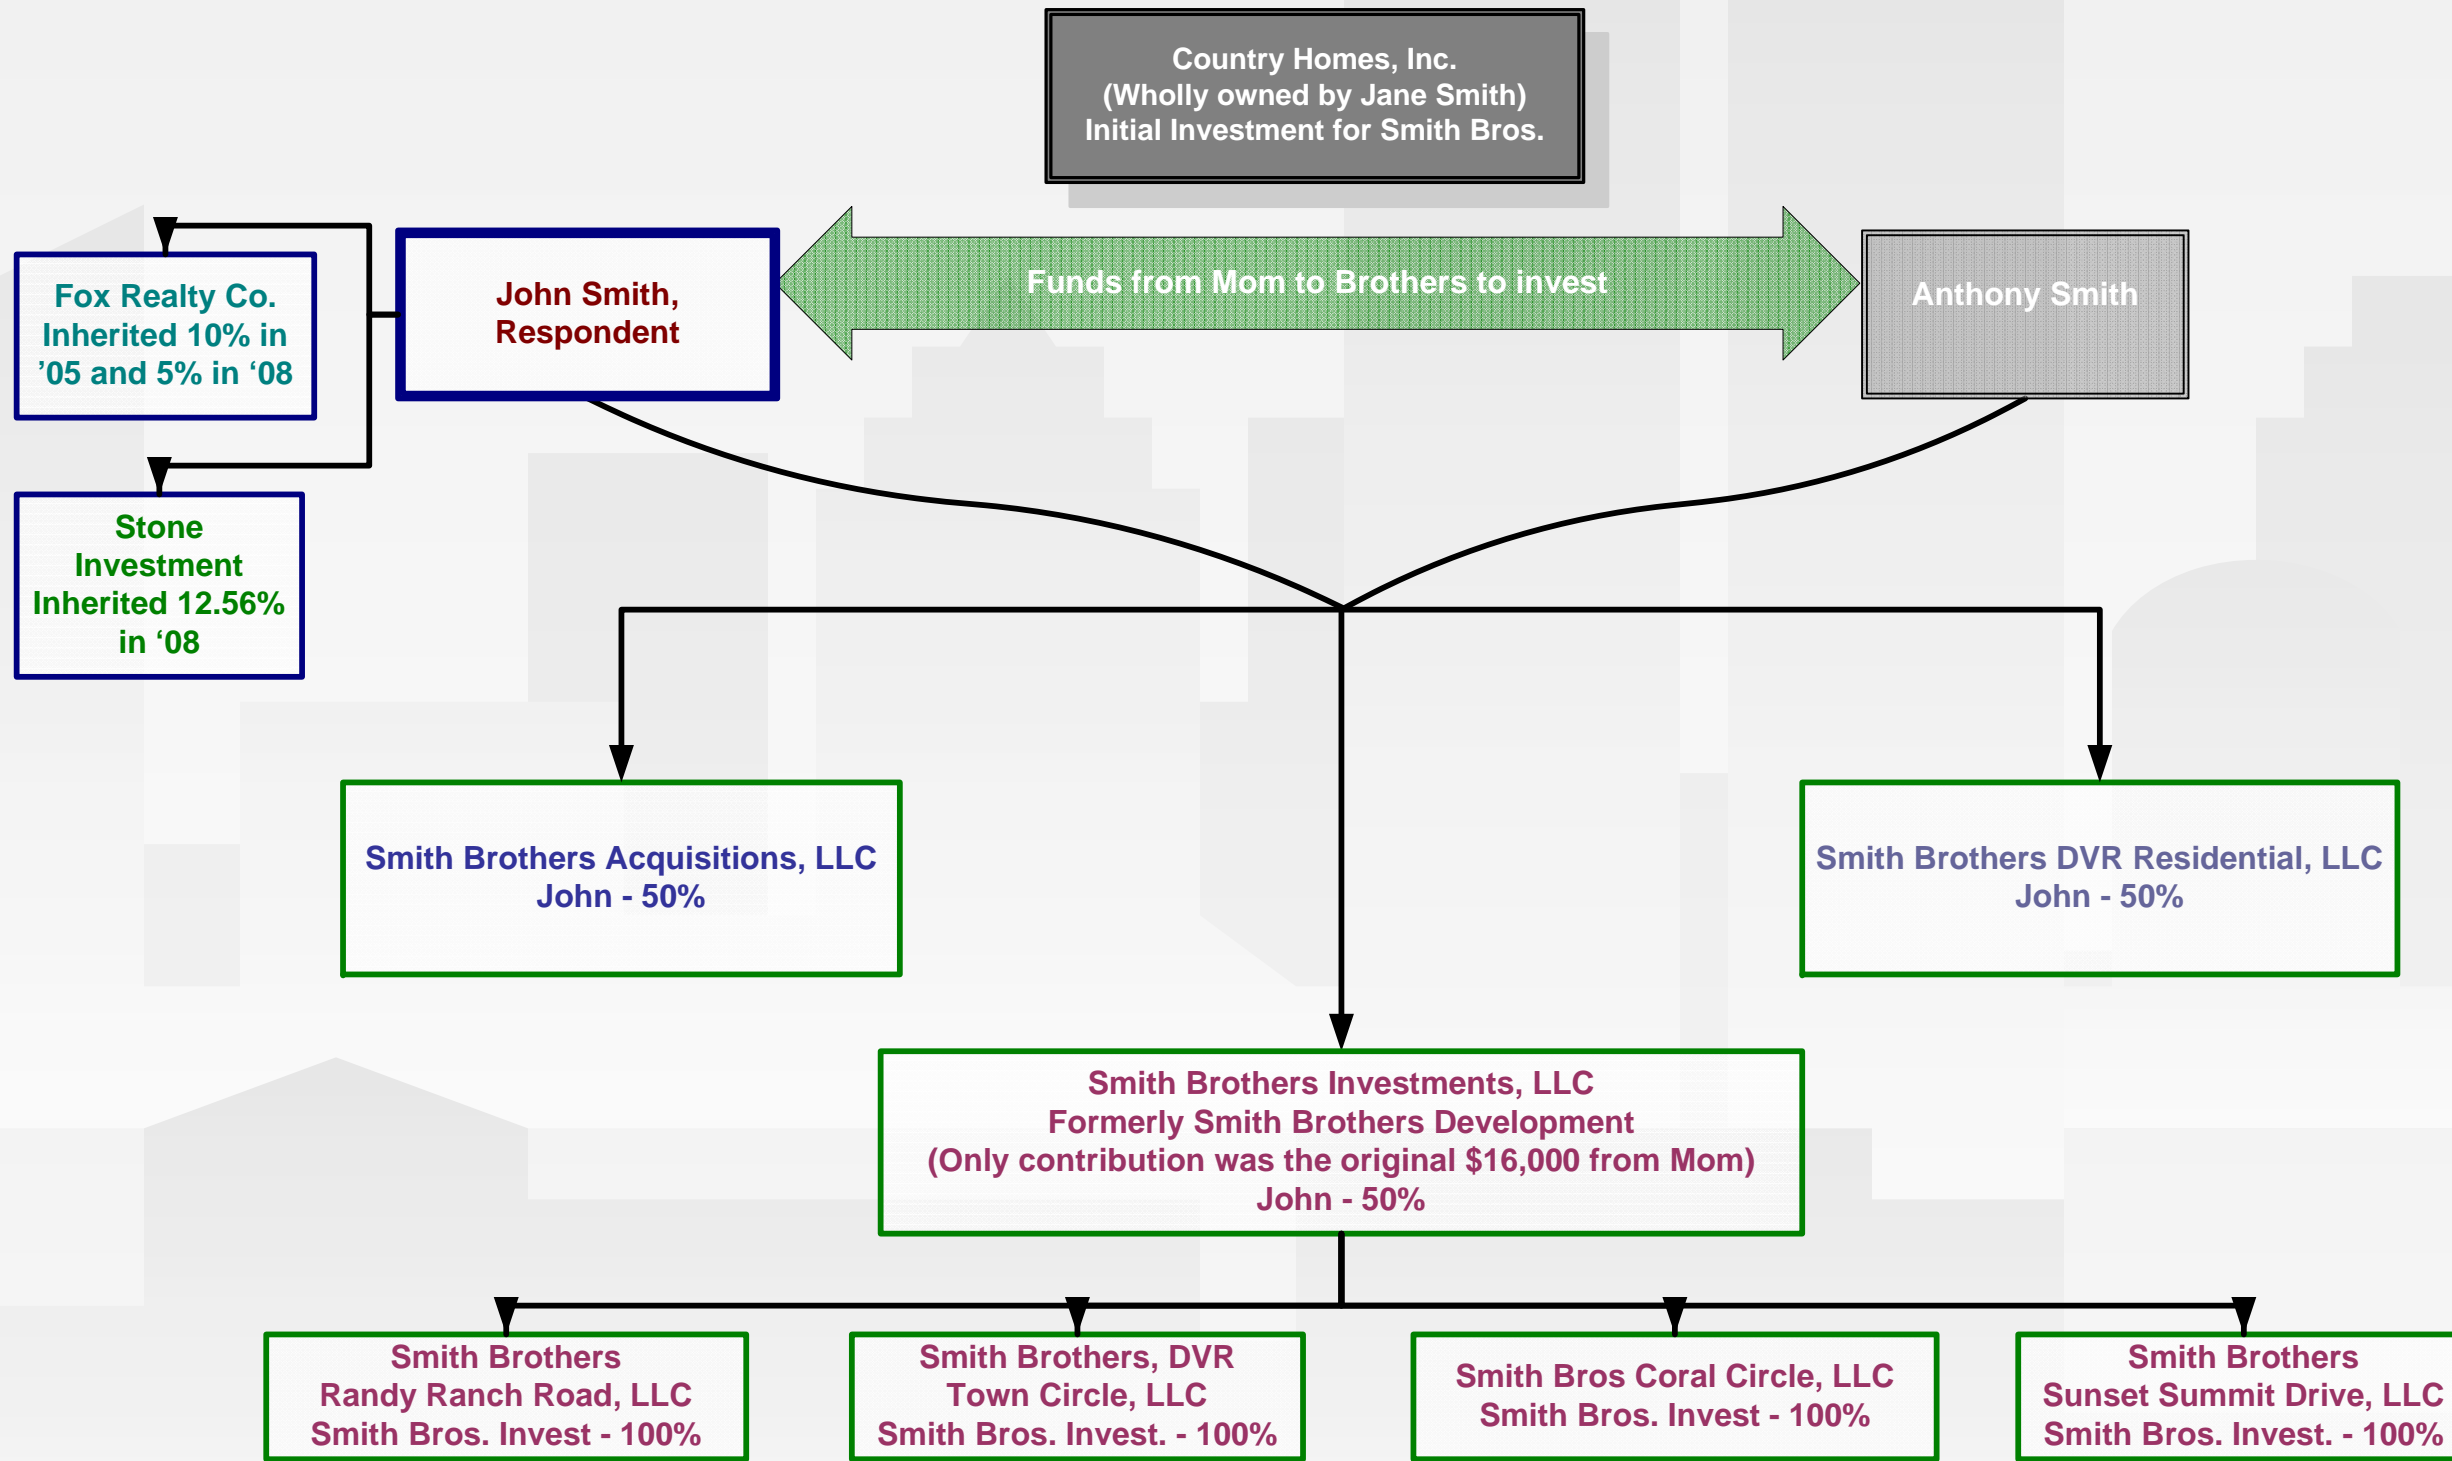 Country Homes, Inc.
(Wholly owned by Jane Smith)
Initial Investment for Smith Bros.
Fox Realty Co.
Inherited 10% in
’05 and 5% in ‘08
John Smith,
Respondent
Funds from Mom to Brothers to invest
Anthony Smith
Stone
Investment
Inherited 12.56%
in ‘08
Smith Brothers Acquisitions, LLC
John - 50%
Smith Brothers DVR Residential, LLC
John - 50%
Smith Brothers Investments, LLC
Formerly Smith Brothers Development
(Only contribution was the original $16,000 from Mom)
John - 50%
Smith Brothers
Randy Ranch Road, LLC
Smith Bros. Invest - 100%
Smith Brothers, DVR
Town Circle, LLC
Smith Bros. Invest. - 100%
Smith Bros Coral Circle, LLC
Smith Bros. Invest - 100%
Smith Brothers
Sunset Summit Drive, LLC
Smith Bros. Invest. - 100%